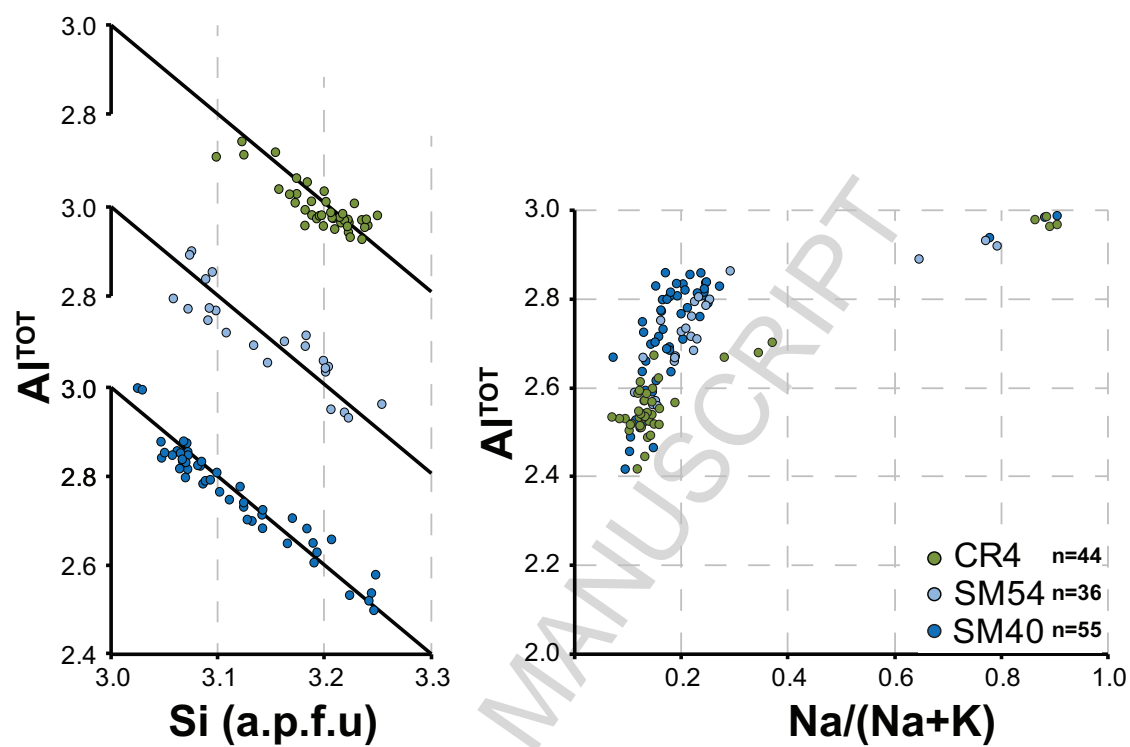 3.0
2.8
3.0
2.8
3.0
2.8
2.6
2.4
3.0
3.1
3.2
3.3
Al^TOT
Si (a.p.f.u)
3.0
2.8
2.6
2.4
2.2
2.0
0.2
0.4
0.6
0.8
1.0
Al^TOT
Na/(Na+K)
CR4 n=44
SM54 n=36
SM40 n=55
MANUSCRIPT